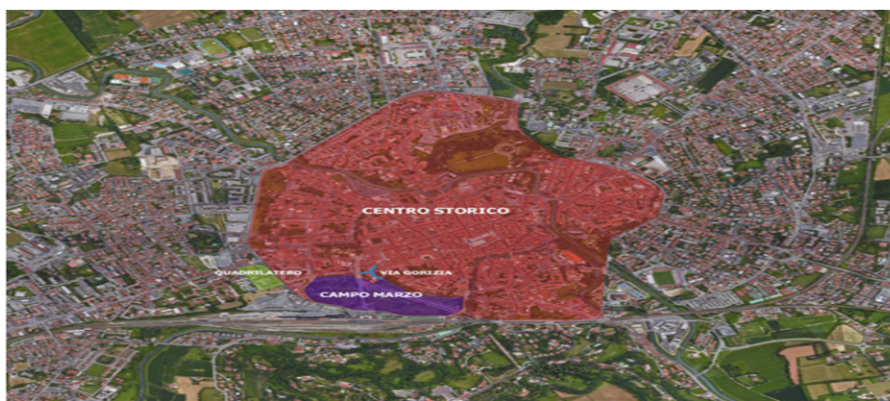 CENTRO STORICO
QUADRILATERO
VIA GORIZIA
CAMPO MARZO